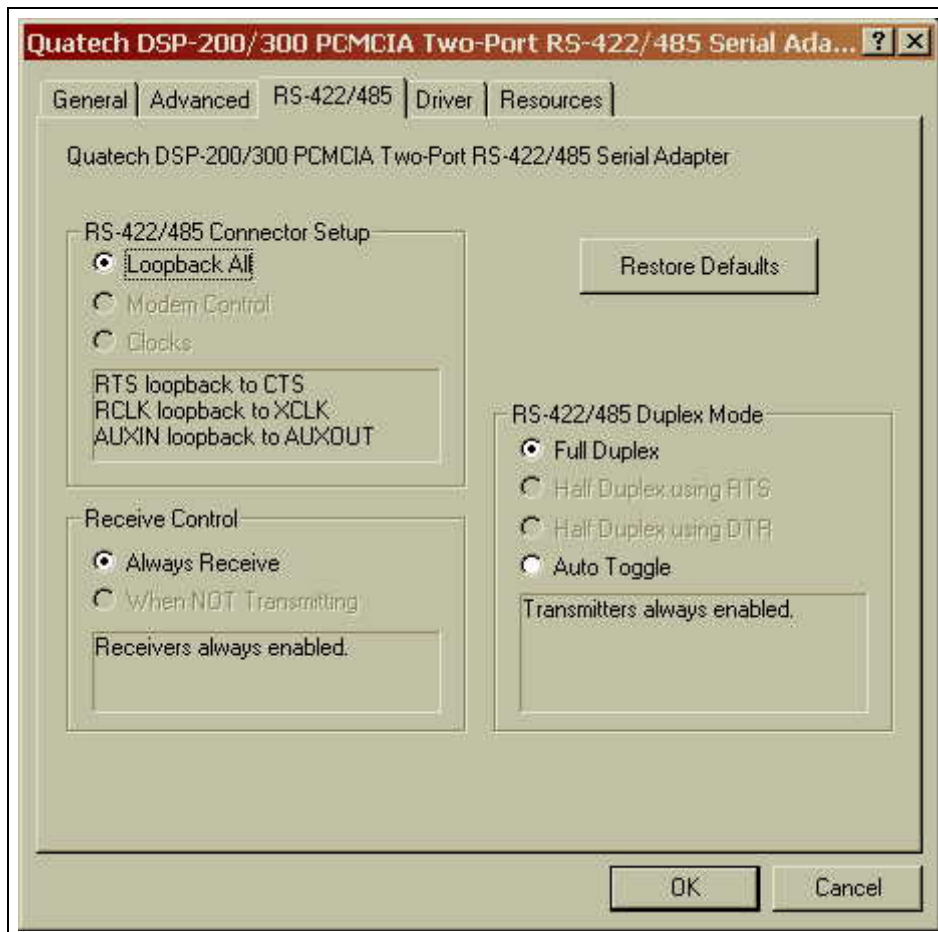 Quatech DSP-200/300 PCMCIA Two-Port RS-422/485 Serial Ada...
General Advanced RS-422/485 Driver Resources
Quatech DSP-200/300 PCMCIA Two-Port RS-422/485 Serial Adapter
RS-422/485 Connector Setup
Loopback All
Modem Control
Clocks
RTS loopback to CTS
RCLK loopback to XCLK
AUXIN loopback to AUXOUT
Restore Defaults
Receive Control
Always Receive
When NOT Transmitting
Receivers always enabled.
RS-422/485 Duplex Mode
Full Duplex
Half Duplex using RTS
Half Duplex using DTR
Auto Toggle
Transmitters always enabled.
OK Cancel